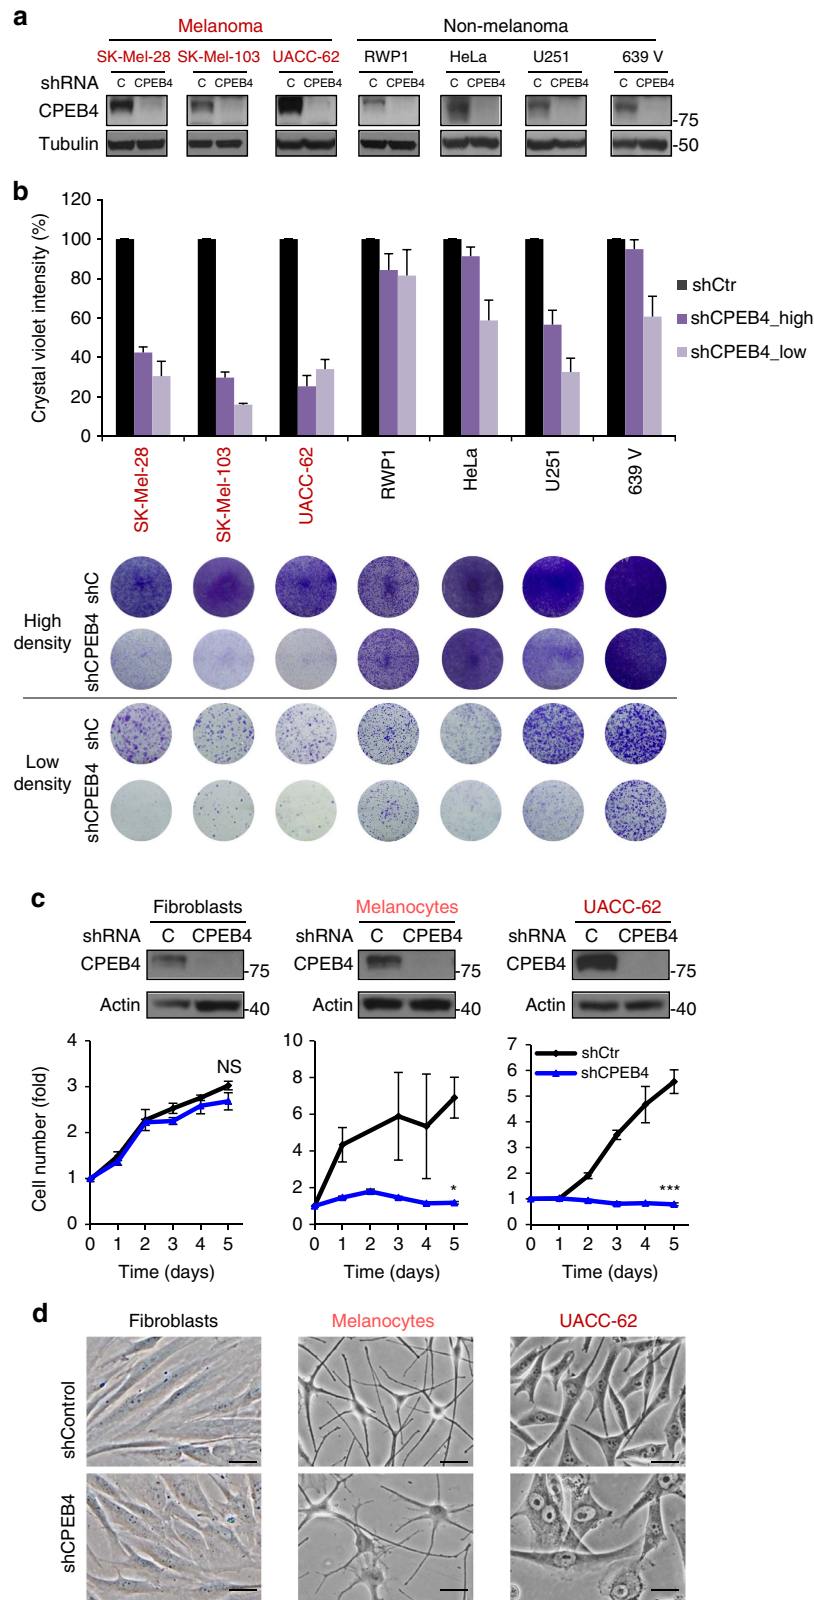 a
Melanoma Non-melanoma
SK-Mel-28 SK-Mel-103 UACC-62 RWP1 HeLa U251 639 V
shRNA C CPEB4 C CPEB4 C CPEB4 C CPEB4 C CPEB4 C CPEB4 C CPEB4
CPEB4 -75
Tubulin -50
b
Crystal violet intensity (%)
120
100
80
60
40
20
0
shCtr
shCPEB4_high
shCPEB4_low
SK-Mel-28 SK-Mel-103 UACC-62 RWP1 HeLa U251 639 V
High density
shC
shCPEB4
Low density
shC
shCPEB4
c
Fibroblasts Melanocytes UACC-62
shRNA C CPEB4 shRNA C CPEB4 shRNA C CPEB4
CPEB4 -75 CPEB4 -75 CPEB4 -75
Actin -40 Actin -40 Actin -40
Cell number (fold)
4
3
2
1
0
NS
0 1 2 3 4 5
Time (days)
10
8
6
4
2
0
*
0 1 2 3 4 5
Time (days)
7
6
5
4
3
2
1
0
shCtr
shCPEB4
***
0 1 2 3 4 5
Time (days)
d
Fibroblasts Melanocytes UACC-62
shControl
shCPEB4